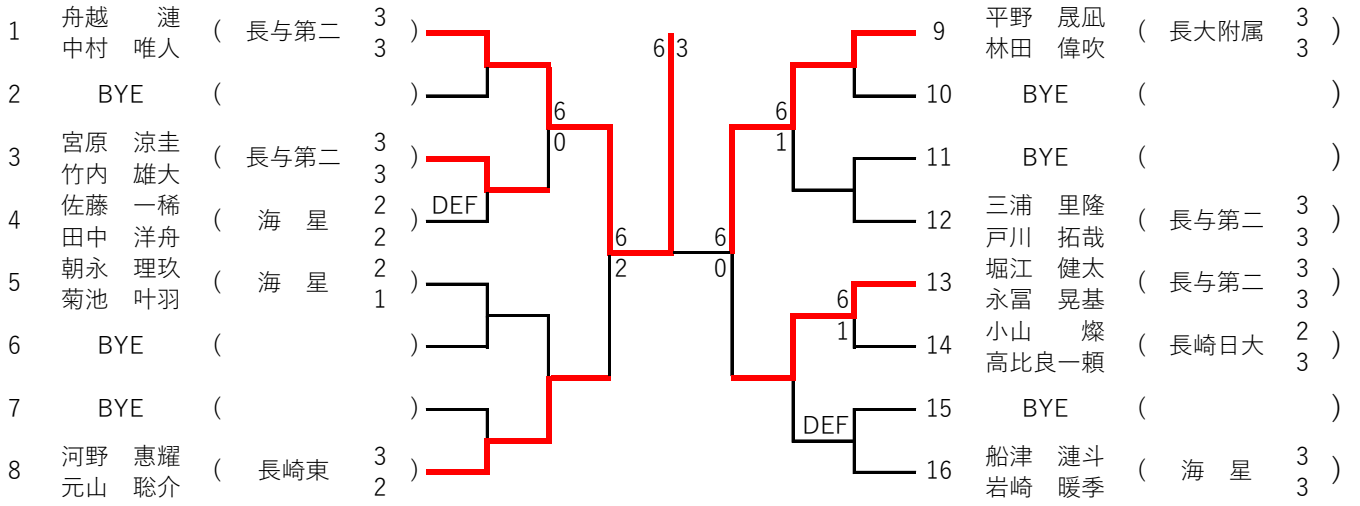 1 舟越 漣 ( 長与第二 3 )
中村 唯人 3
2 BYE ( )
3 宮原 涼圭 ( 長与第二 3 )
竹内 雄大 3
4 佐藤 一稀 ( 海 星 2 ) DEF
田中 洋舟 2
5 朝永 理玖 ( 海 星 2 )
菊池 叶羽 1
6 BYE ( )
7 BYE ( )
8 河野 惠耀 ( 長崎東 3 )
元山 聡介 2
6 0
6 2
6 3
6 0
6 1
6 1
DEF
9 平野 晟凪 ( 長大附属 3 )
林田 偉吹 3
10 BYE ( )
11 BYE ( )
12 三浦 里隆 ( 長与第二 3 )
戸川 拓哉 3
13 堀江 健太 ( 長与第二 3 )
永冨 晃基 3
14 小山 燦 ( 長崎日大 2 )
高比良一頼 3
15 BYE ( )
16 船津 漣斗 ( 海 星 3 )
岩崎 暖季 3